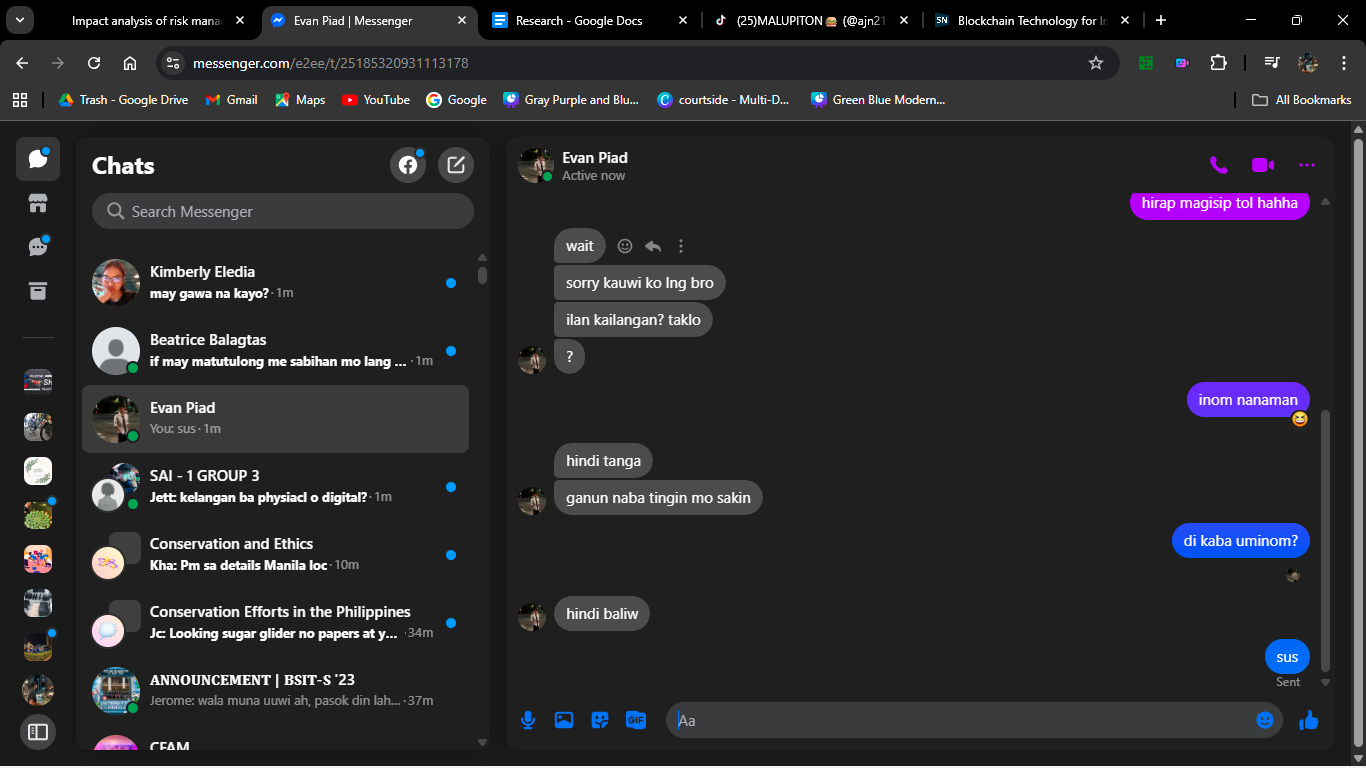 Impact analysis of risk mana
Evan Piad | Messenger
Research - Google Docs
(25)MALUPITON 🍔 (@ajn21
SN
Blockchain Technology for In
messenger.com/e2ee/t/25185320931113178
Trash - Google Drive
Gmail
Maps
YouTube
Google
Gray Purple and Blu...
courtside - Multi-D...
Green Blue Modern...
All Bookmarks
Chats
Search Messenger
Kimberly Eledia
may gawa na kayo? · 1m
Beatrice Balagtas
if may matutulong me sabihan mo lang ... · 1m
Evan Piad
You: sus · 1m
SAI - 1 GROUP 3
Jett: kelangan ba physiacl o digital? · 1m
Conservation and Ethics
Kha: Pm sa details Manila loc · 10m
Conservation Efforts in the Philippines
Jc: Looking sugar glider no papers at y... · 34m
ANNOUNCEMENT | BSIT-S '23
Jerome: wala muna uuwi ah, pasok din lah... · 37m
CFAM
Evan Piad
Active now
hirap magisip tol hahha
wait
sorry kauwi ko lng bro
ilan kailangan? taklo
?
inom nanaman
😆
hindi tanga
ganun naba tingin mo sakin
di kaba uminom?
hindi baliw
sus
Sent
GIF
Aa